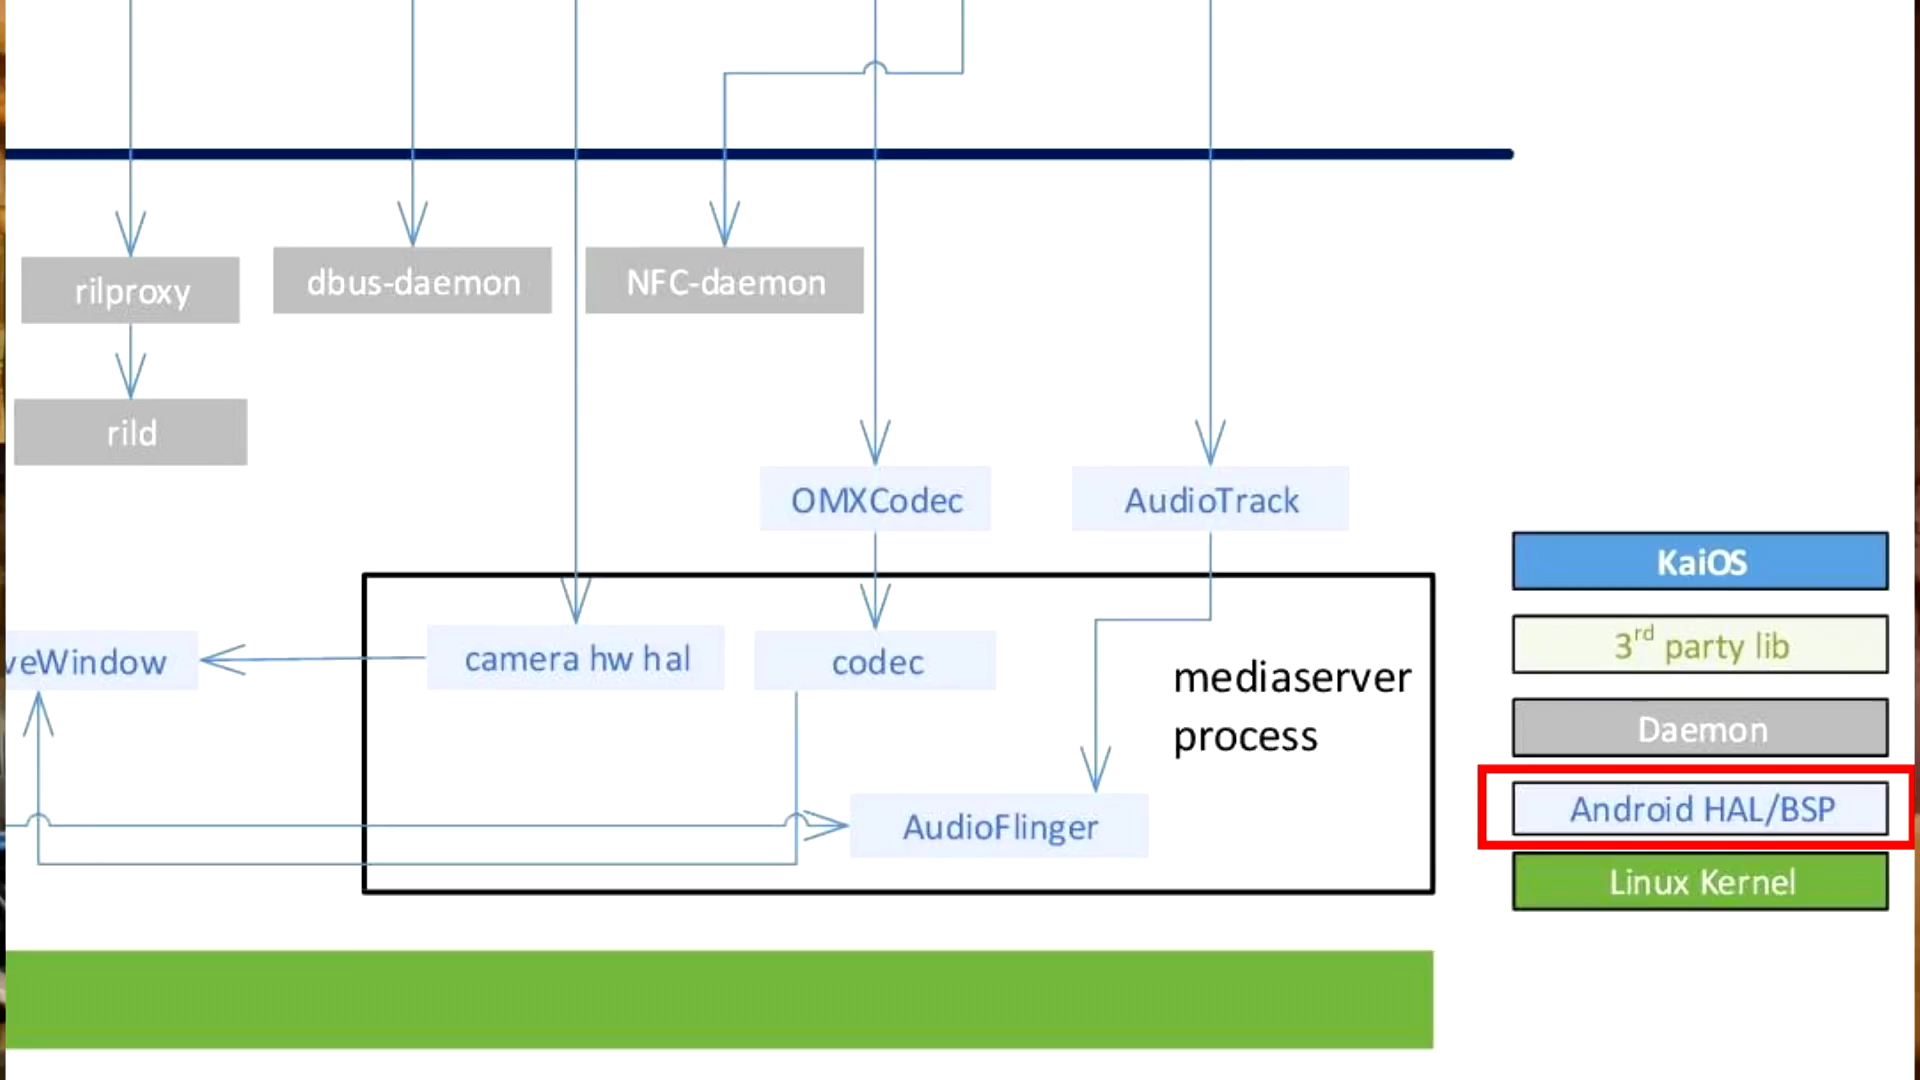 rilproxy
dbus-daemon
NFC-daemon
rild
OMXCodec
AudioTrack
veWindow
camera hw hal
codec
mediaserver
process
AudioFlinger
KaiOS
3rd party lib
Daemon
Android HAL/BSP
Linux Kernel